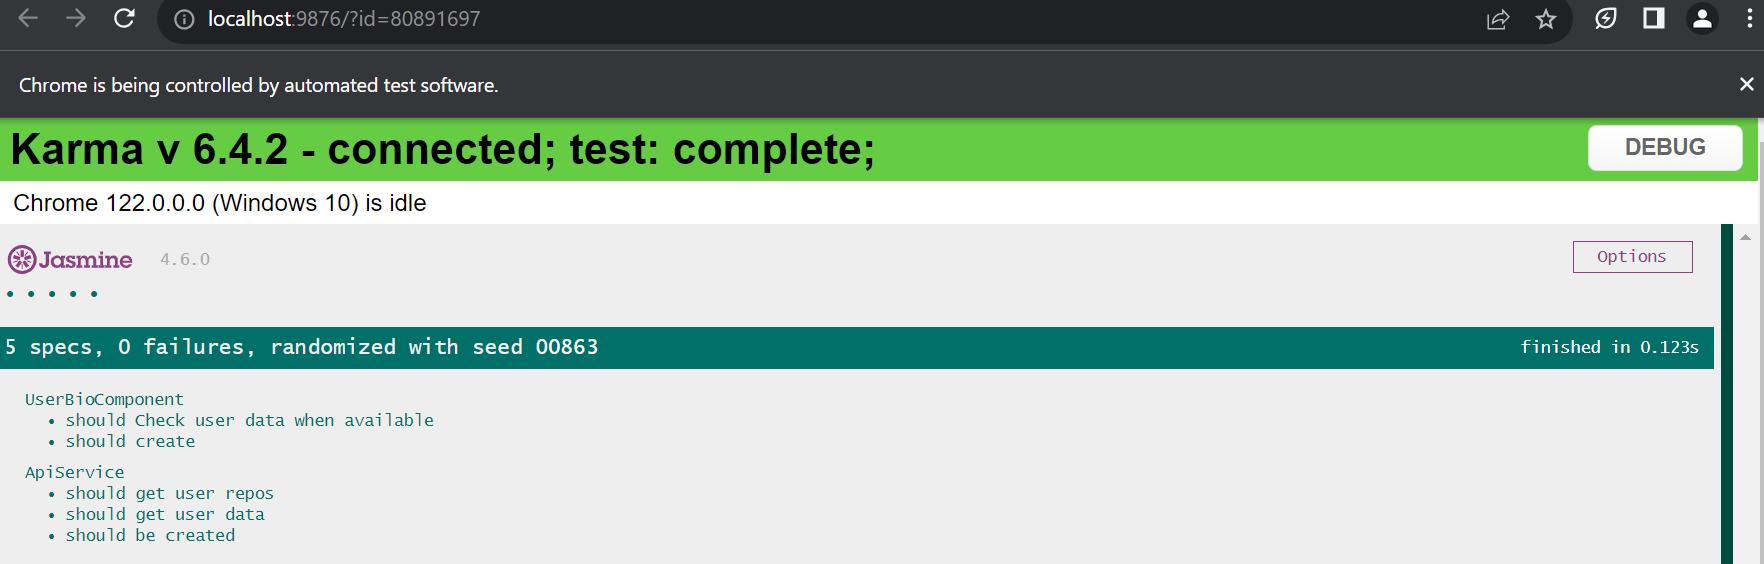 localhost:9876/?id=80891697
Chrome is being controlled by automated test software.
Karma v 6.4.2 - connected; test: complete;
DEBUG
Chrome 122.0.0.0 (Windows 10) is idle
Jasmine 4.6.0
Options
5 specs, 0 failures, randomized with seed 00863
finished in 0.123s
UserBioComponent
• should Check user data when available
• should create
ApiService
• should get user repos
• should get user data
• should be created